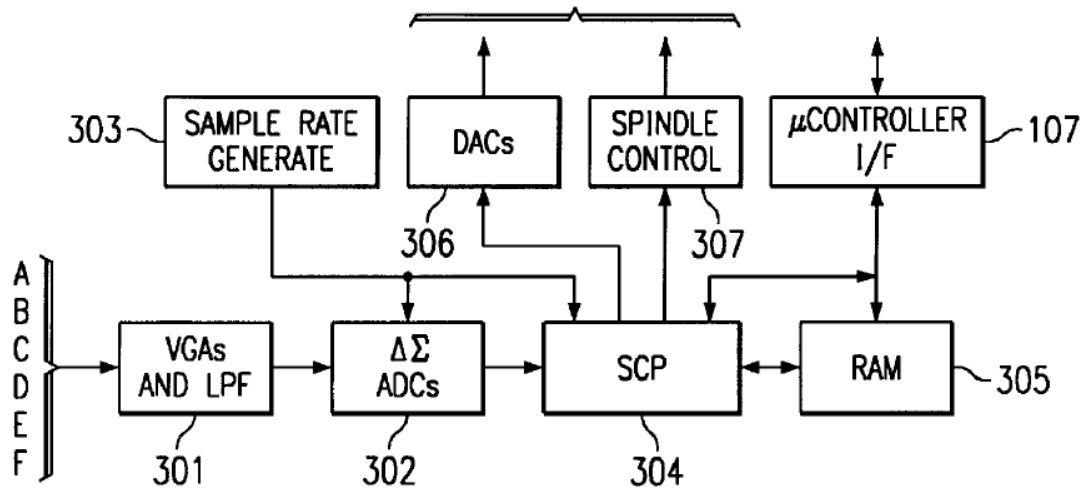 303
SAMPLE RATE
GENERATE
DACs
SPINDLE
CONTROL
μCONTROLLER
I/F
107
306
307
A
B
C
D
E
F
VGAs
AND LPF
ΔΣ
ADCs
SCP
RAM
305
301
302
304